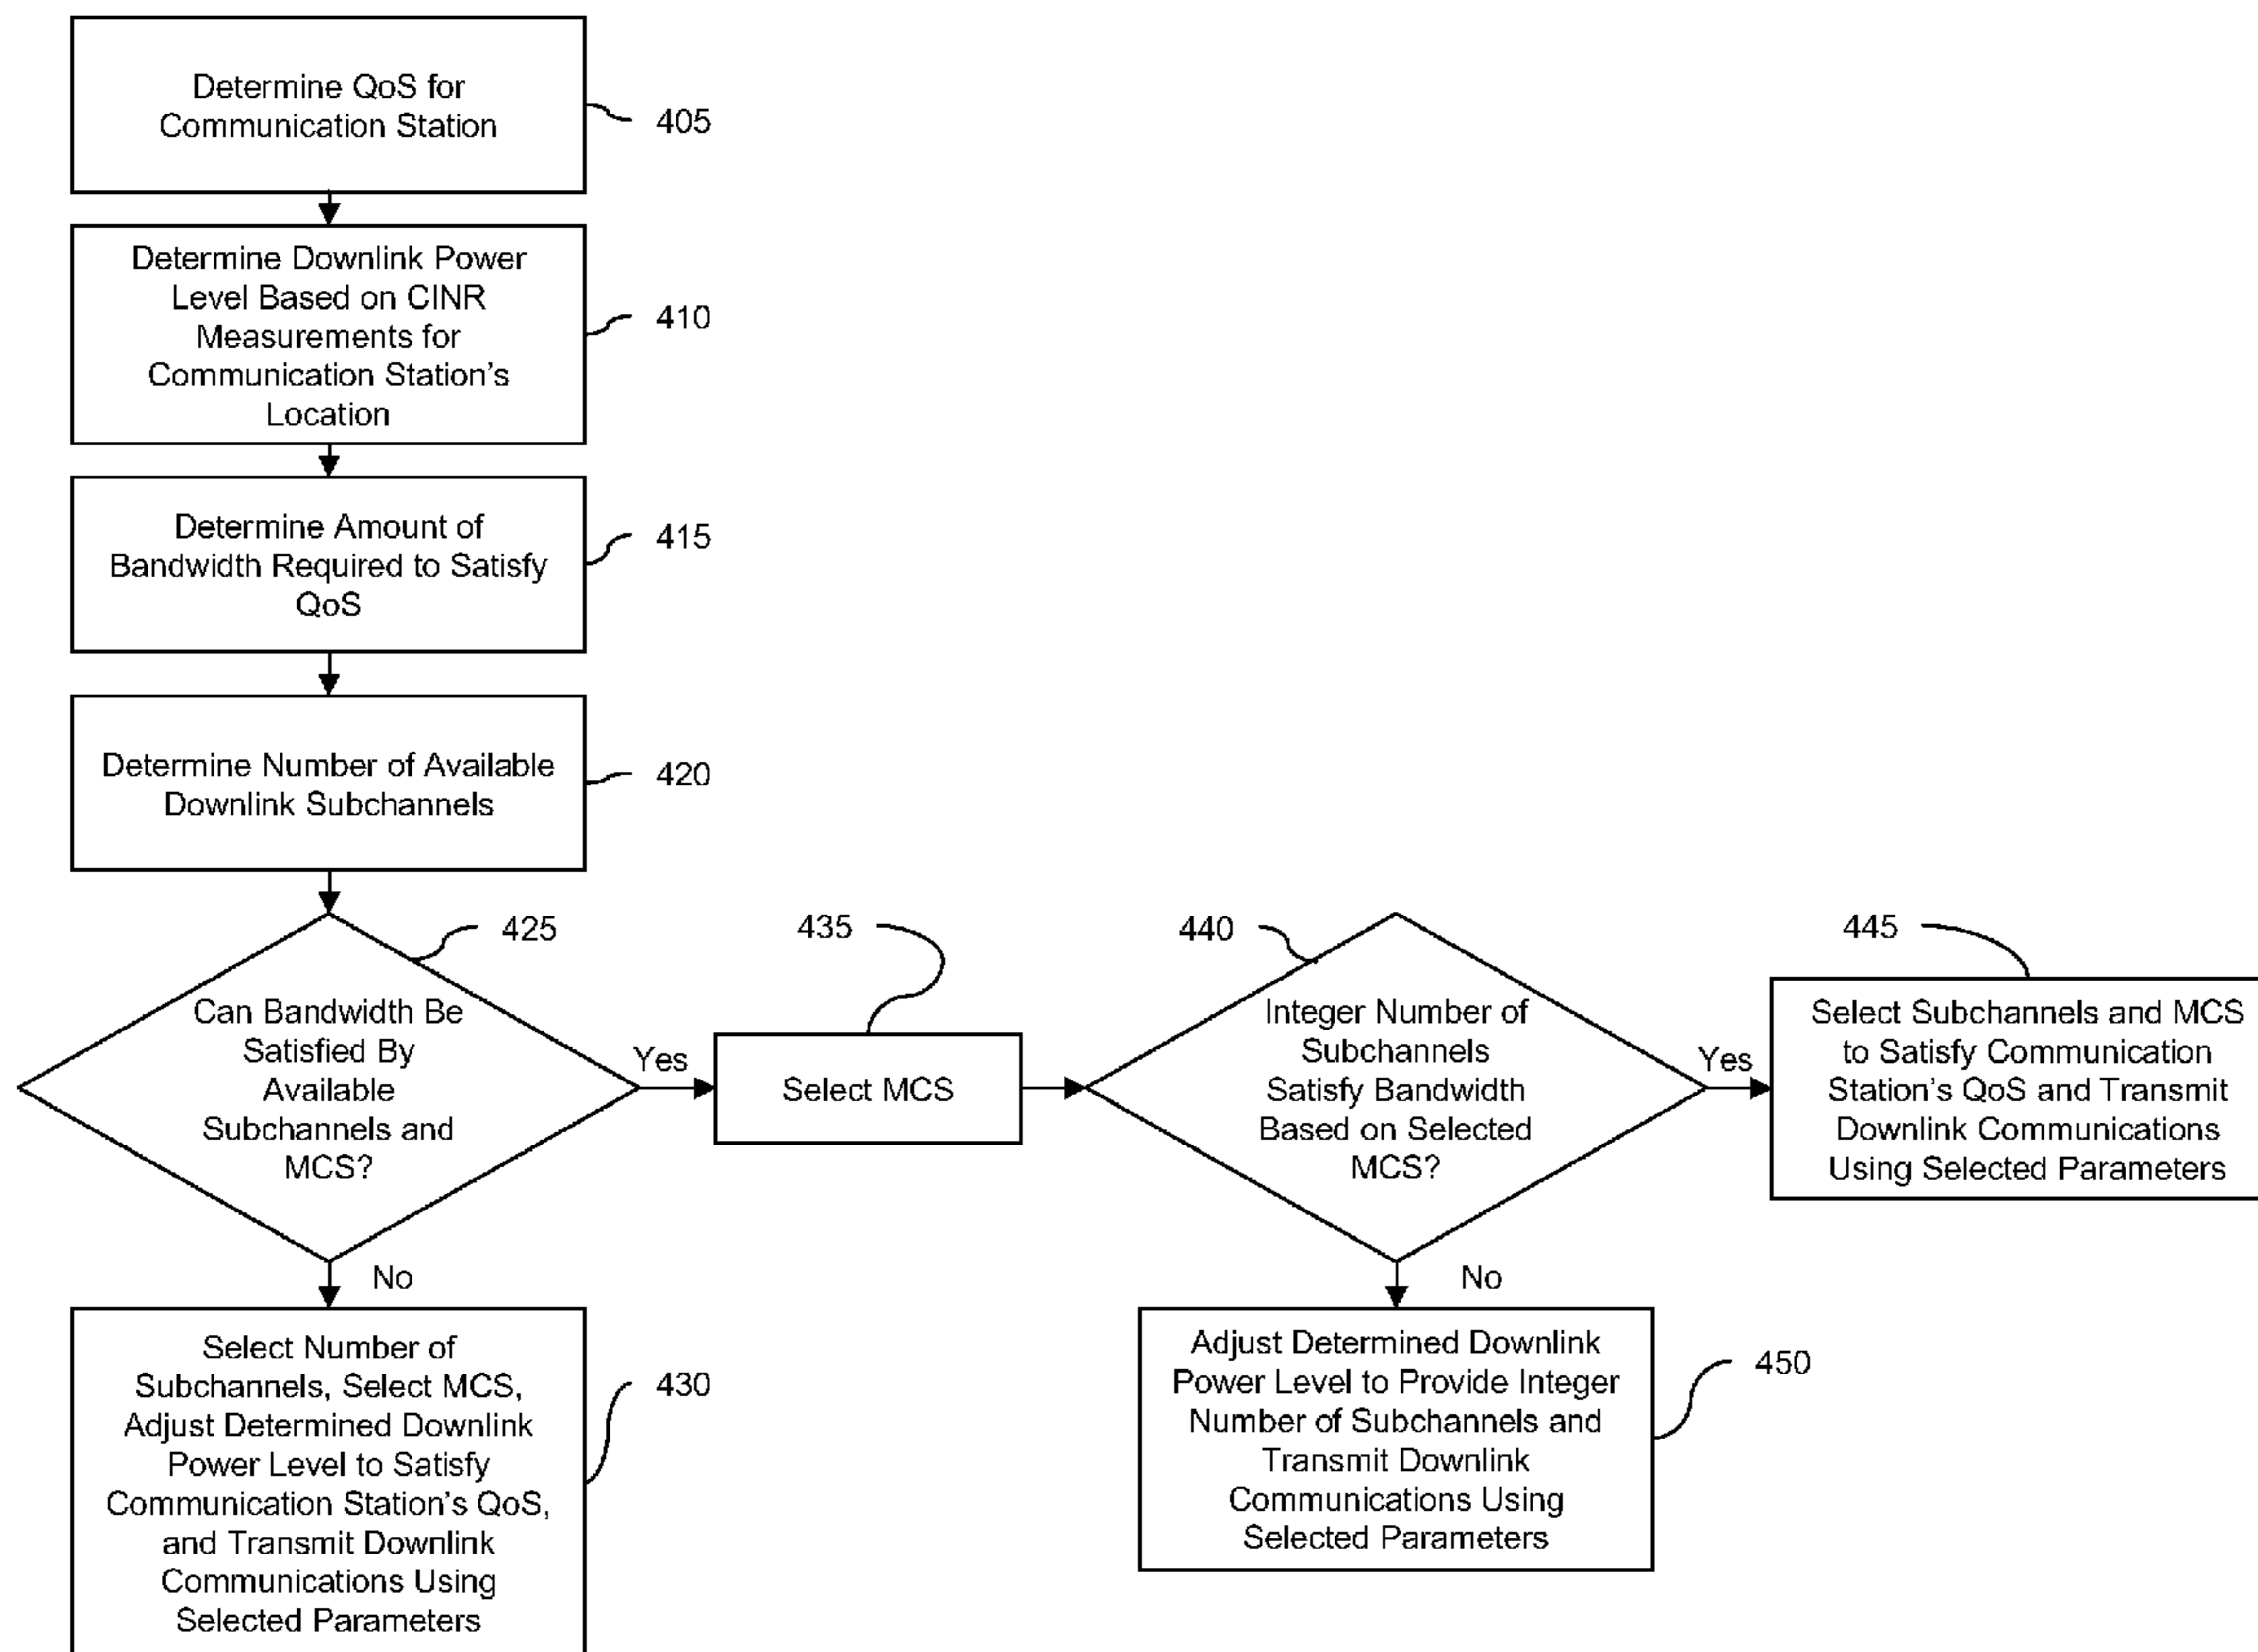 Determine QoS for
Communication Station
405
Determine Downlink Power
Level Based on CINR
Measurements for
Communication Station's
Location
410
Determine Amount of
Bandwidth Required to Satisfy
QoS
415
Determine Number of Available
Downlink Subchannels
420
Can Bandwidth Be
Satisfied By
Available
Subchannels and
MCS?
425
Yes
No
Select Number of
Subchannels, Select MCS,
Adjust Determined Downlink
Power Level to Satisfy
Communication Station's QoS,
and Transmit Downlink
Communications Using
Selected Parameters
430
435
Select MCS
440
Integer Number of
Subchannels
Satisfy Bandwidth
Based on Selected
MCS?
Yes
No
445
Select Subchannels and MCS
to Satisfy Communication
Station's QoS and Transmit
Downlink Communications
Using Selected Parameters
Adjust Determined Downlink
Power Level to Provide Integer
Number of Subchannels and
Transmit Downlink
Communications Using
Selected Parameters
450